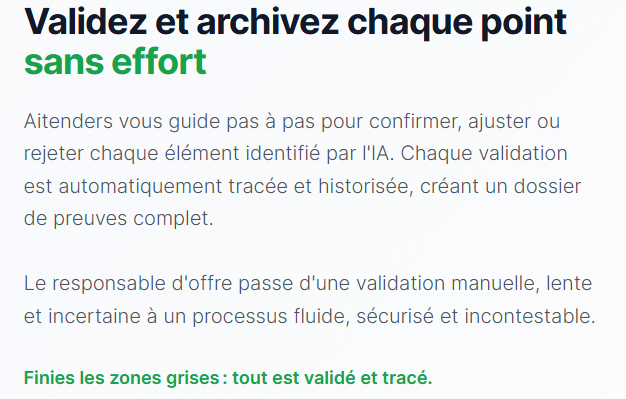 Validez et archivez chaque point
sans effort
Aitenders vous guide pas à pas pour confirmer, ajuster ou
rejeter chaque élément identifié par l'IA. Chaque validation
est automatiquement tracée et historisée, créant un dossier
de preuves complet.
Le responsable d'offre passe d'une validation manuelle, lente
et incertaine à un processus fluide, sécurisé et incontestable.
Finies les zones grises : tout est validé et tracé.